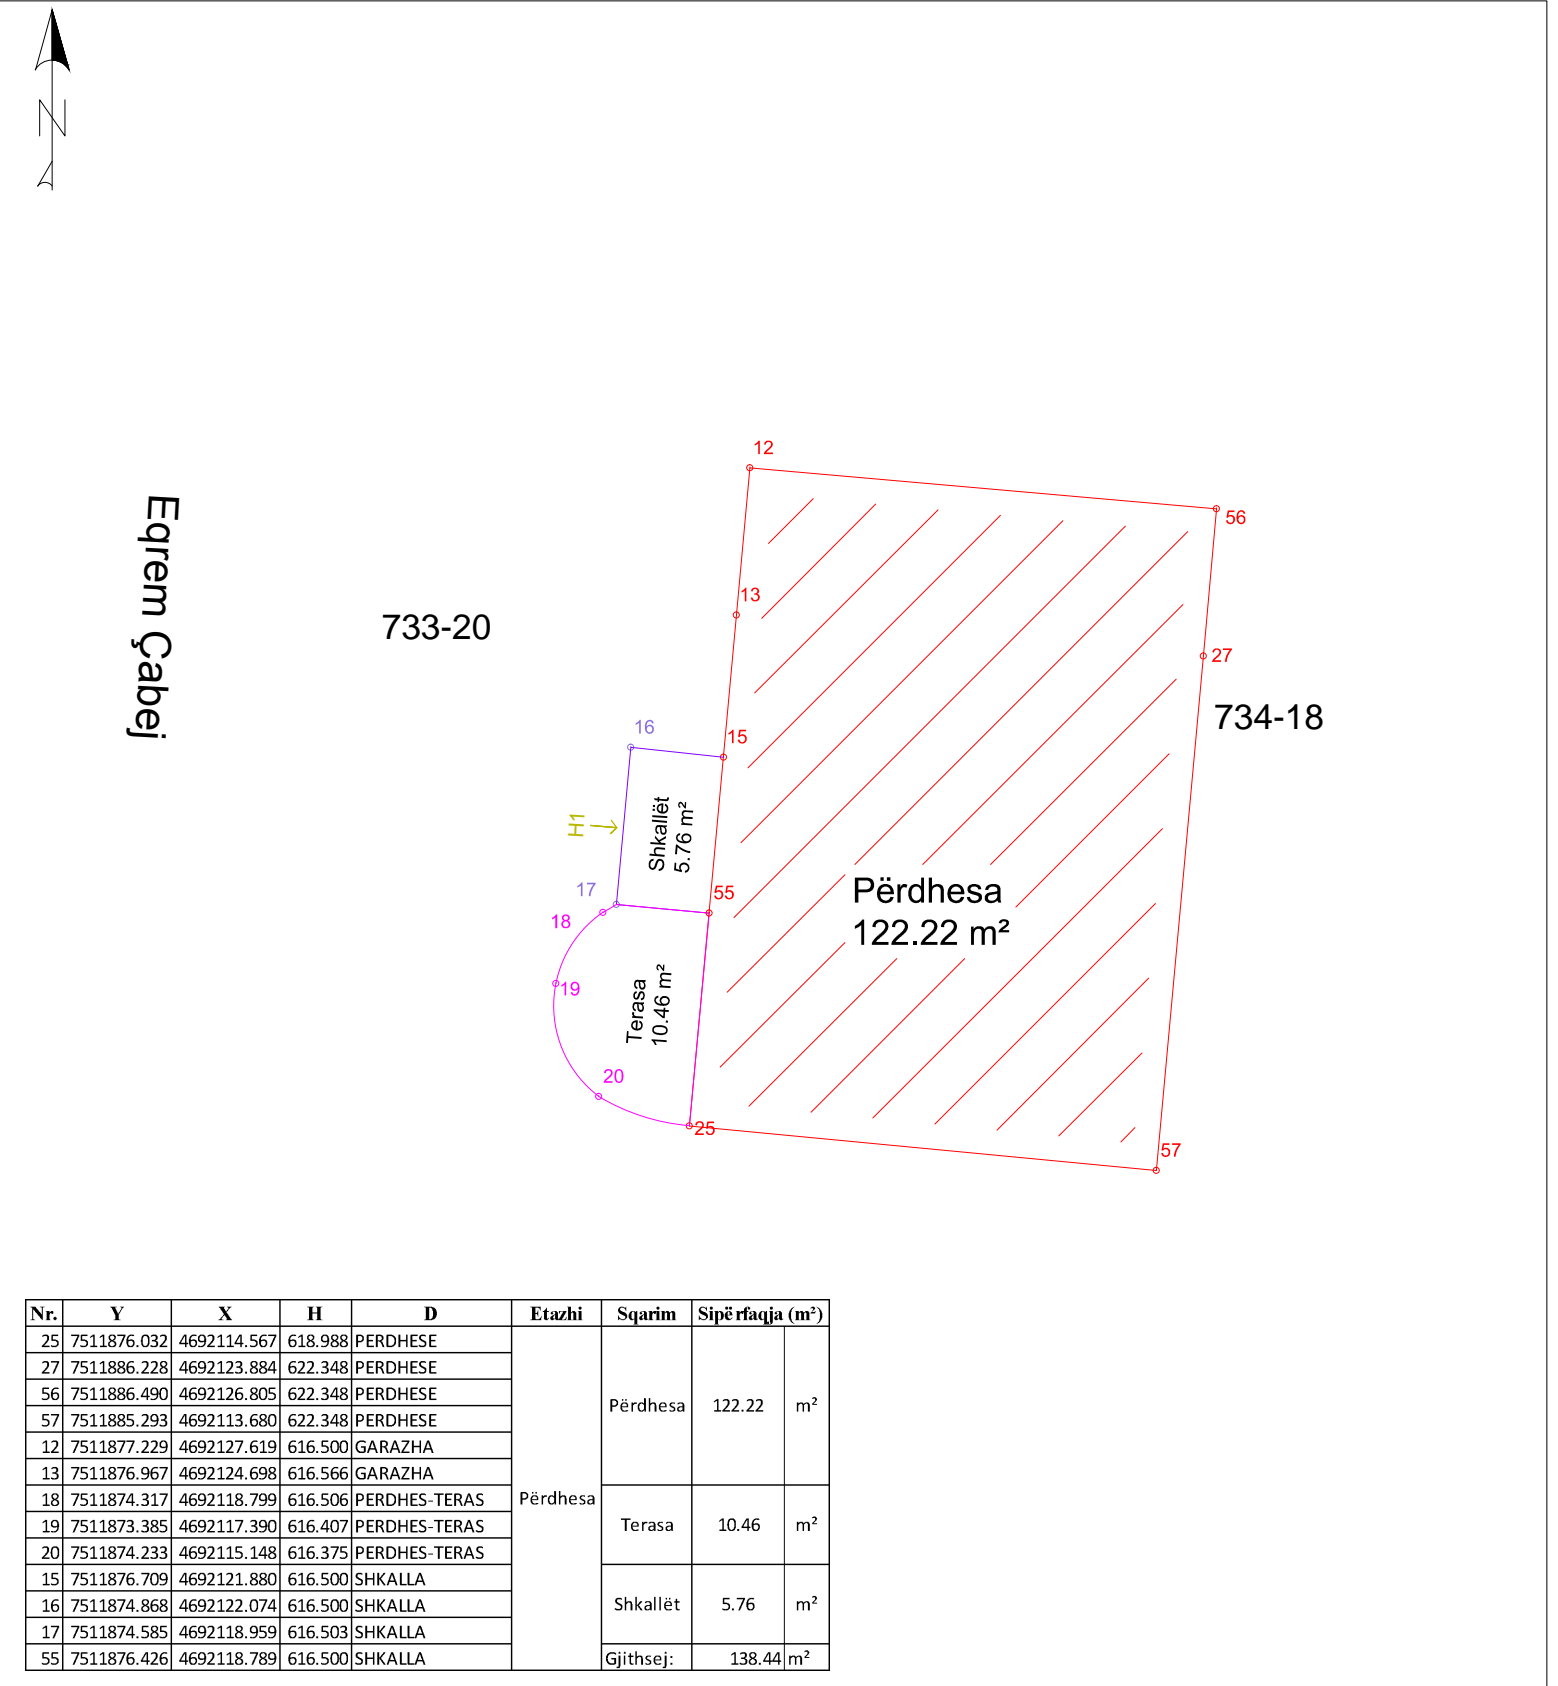 N
12
56
Eqrem Çabej
13
733-20
27
734-18
16
15
H1
Shkallët
5.76 m²
17
55
Përdhesa
122.22 m²
18
19
Terasa
10.46 m²
20
25
57
Nr. Y X H D Etazhi Sqarim Sipërfaqja (m²)
25 7511876.032 4692114.567 618.988 PERDHESE
27 7511886.228 4692123.884 622.348 PERDHESE
56 7511886.490 4692126.805 622.348 PERDHESE
57 7511885.293 4692113.680 622.348 PERDHESE
Përdhesa 122.22 m²
12 7511877.229 4692127.619 616.500 GARAZHA
13 7511876.967 4692124.698 616.566 GARAZHA
18 7511874.317 4692118.799 616.506 PERDHES-TERAS
Përdhesa
19 7511873.385 4692117.390 616.407 PERDHES-TERAS
Terasa 10.46 m²
20 7511874.233 4692115.148 616.375 PERDHES-TERAS
15 7511876.709 4692121.880 616.500 SHKALLA
16 7511874.868 4692122.074 616.500 SHKALLA
Shkallët 5.76 m²
17 7511874.585 4692118.959 616.503 SHKALLA
55 7511876.426 4692118.789 616.500 SHKALLA
Gjithsej: 138.44 m²